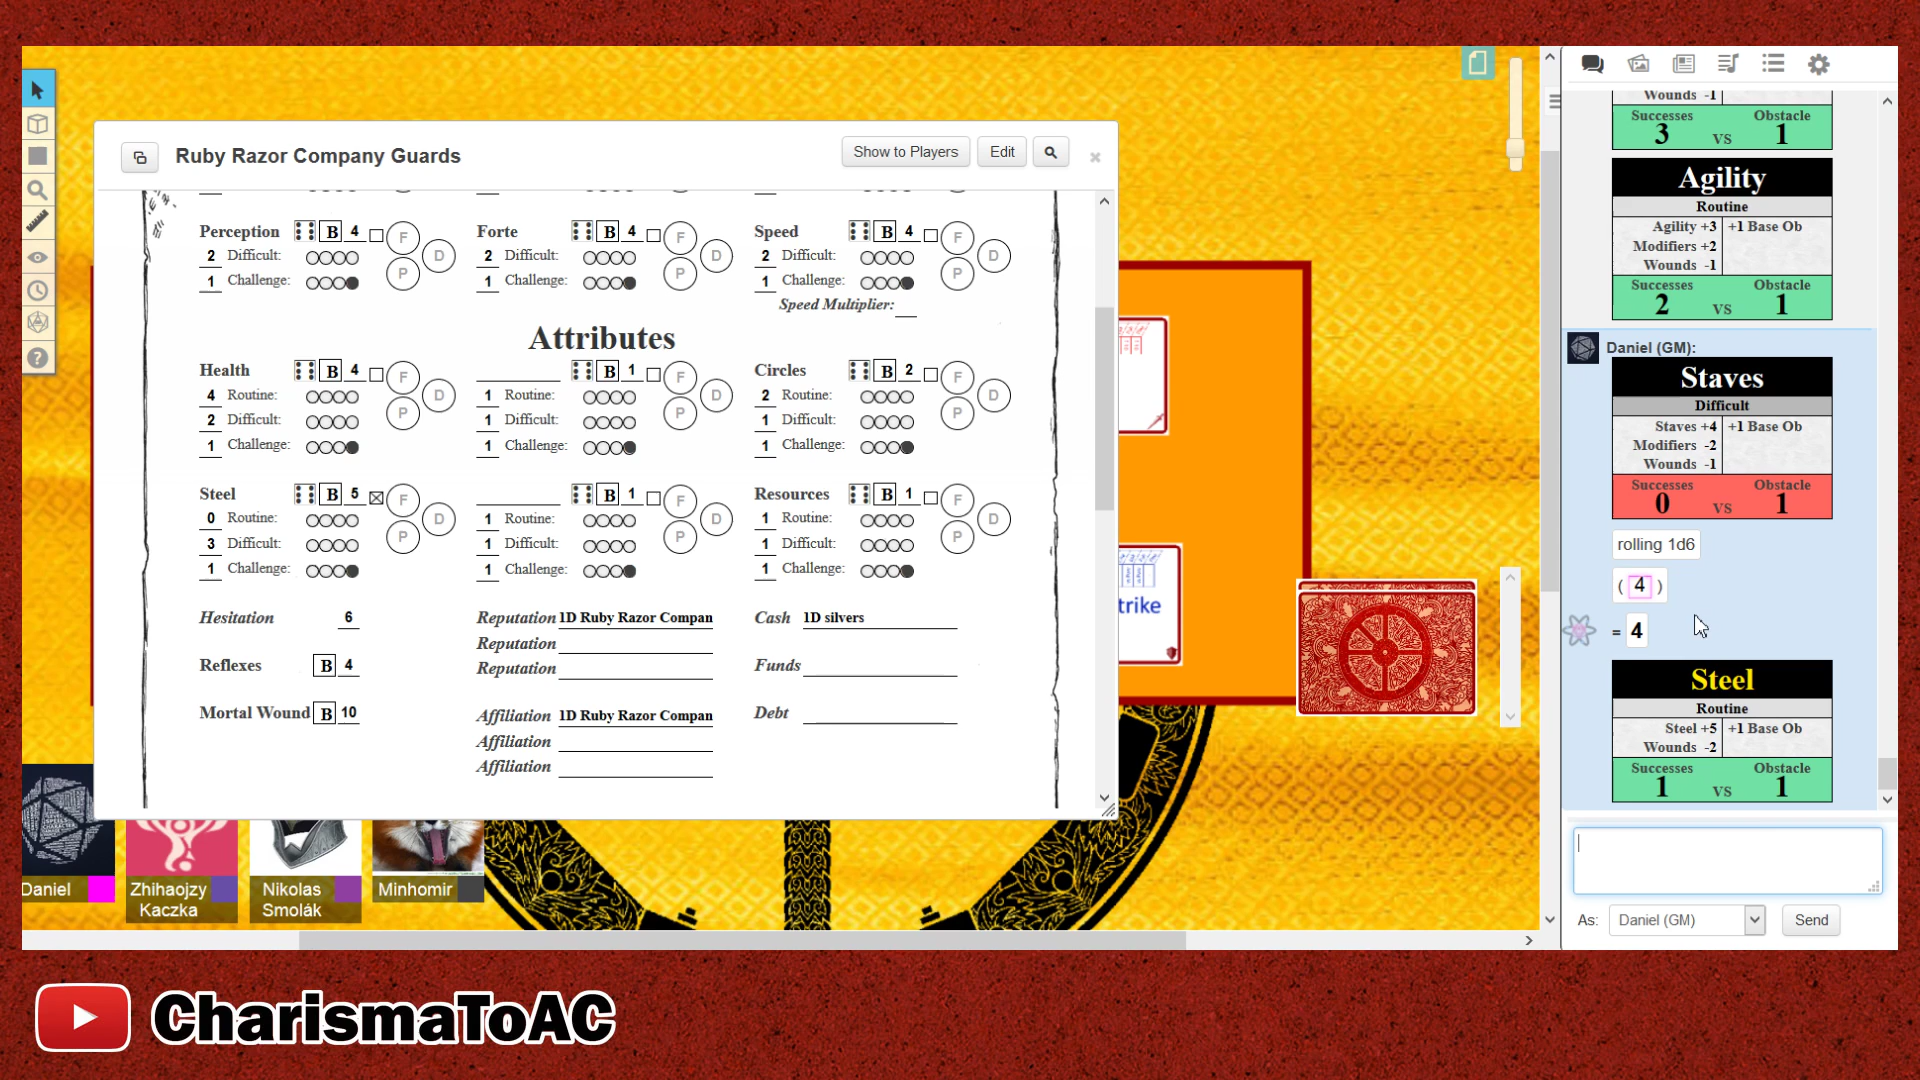 Ruby Razor Company Guards
Show to Players
Edit
Perception B 4
2 Difficult:
1 Challenge:
F
D
P
Forte B 4
2 Difficult:
1 Challenge:
F
D
P
Speed B 4
2 Difficult:
1 Challenge:
F
D
P
Speed Multiplier:
Attributes
Health B 4
4 Routine:
2 Difficult:
1 Challenge:
F
D
P
B 1
1 Routine:
1 Difficult:
1 Challenge:
F
D
P
Circles B 2
2 Routine:
1 Difficult:
1 Challenge:
F
D
P
Steel B 5
0 Routine:
3 Difficult:
1 Challenge:
F
D
P
B 1
1 Routine:
1 Difficult:
1 Challenge:
F
D
P
Resources B 1
1 Routine:
1 Difficult:
1 Challenge:
F
D
P
Hesitation 6
Reflexes B 4
Mortal Wound B 10
Reputation 1D Ruby Razor Compan
Reputation
Reputation
Affiliation 1D Ruby Razor Compan
Affiliation
Affiliation
Cash 1D silvers
Funds
Debt
trike
Daniel
Zhihaojzy
Kaczka
Nikolas
Smolák
Minhomir
Wounds -1
Successes Obstacle
3 vs 1
Agility
Routine
Agility +3 +1 Base Ob
Modifiers +2
Wounds -1
Successes Obstacle
2 vs 1
Daniel (GM):
Staves
Difficult
Staves +4 +1 Base Ob
Modifiers -2
Wounds -1
Successes Obstacle
0 vs 1
rolling 1d6
( 4 )
= 4
Steel
Routine
Steel +5 +1 Base Ob
Wounds -2
Successes Obstacle
1 vs 1
As: Daniel (GM) Send
CharismaToAC